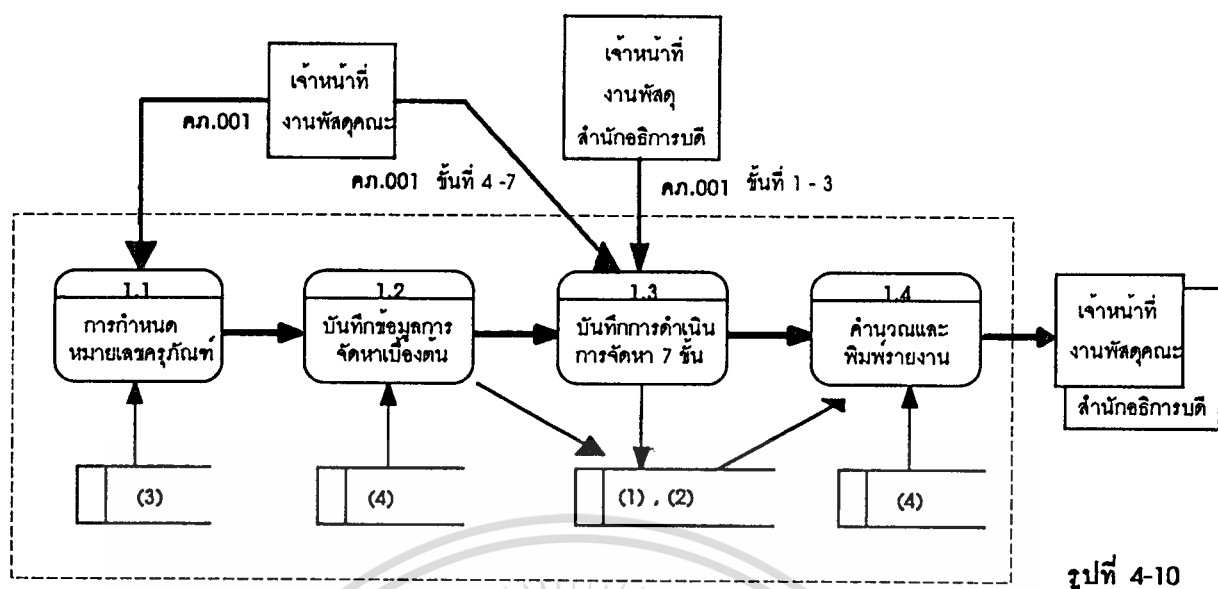 เจ้าหน้าที่
งานพัสดุคณะ
เจ้าหน้าที่
งานพัสดุ
สำนักอธิการบดี
คภ.001
คภ.001 ขั้นที่ 4 -7
คภ.001 ขั้นที่ 1 - 3
1.1
การกำหนด
หมายเลขครุภัณฑ์
1.2
บันทึกข้อมูลการ
จัดหาเบื้องต้น
1.3
บันทึกการดำเนิน
การจัดหา 7 ขั้น
1.4
คำนวณและ
พิมพ์รายงาน
เจ้าหน้าที่
งานพัสดุคณะ
สำนักอธิการบดี
(3)
(4)
(1) , (2)
(4)
รูปที่ 4-10